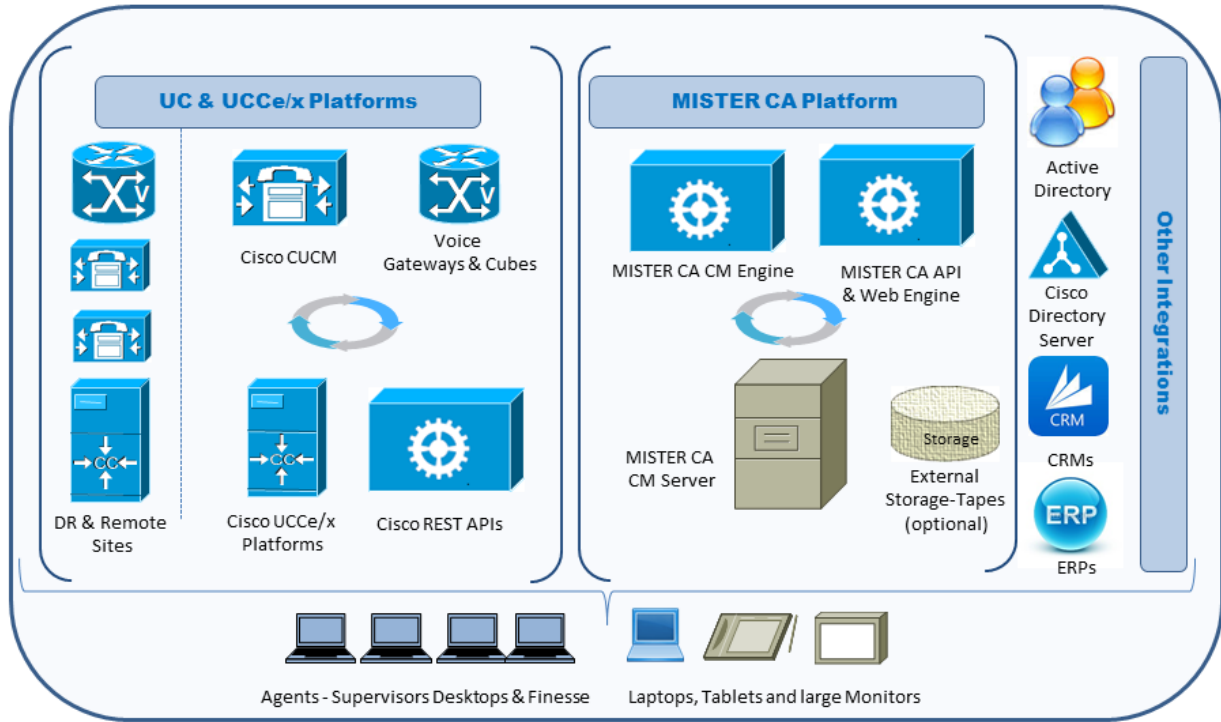 UC & UCCe/x Platforms
V
Cisco CUCM
V
Voice
Gateways & Cubes
CC
DR & Remote
Sites
CC
Cisco UCCe/x
Platforms
Cisco REST APIs
MISTER CA Platform
MISTER CA CM Engine
MISTER CA API
& Web Engine
MISTER CA
CM Server
Storage
External
Storage-Tapes
(optional)
Active
Directory
Cisco
Directory
Server
CRM
CRMs
ERP
ERPs
Other Integrations
Agents - Supervisors Desktops & Finesse
Laptops, Tablets and large Monitors